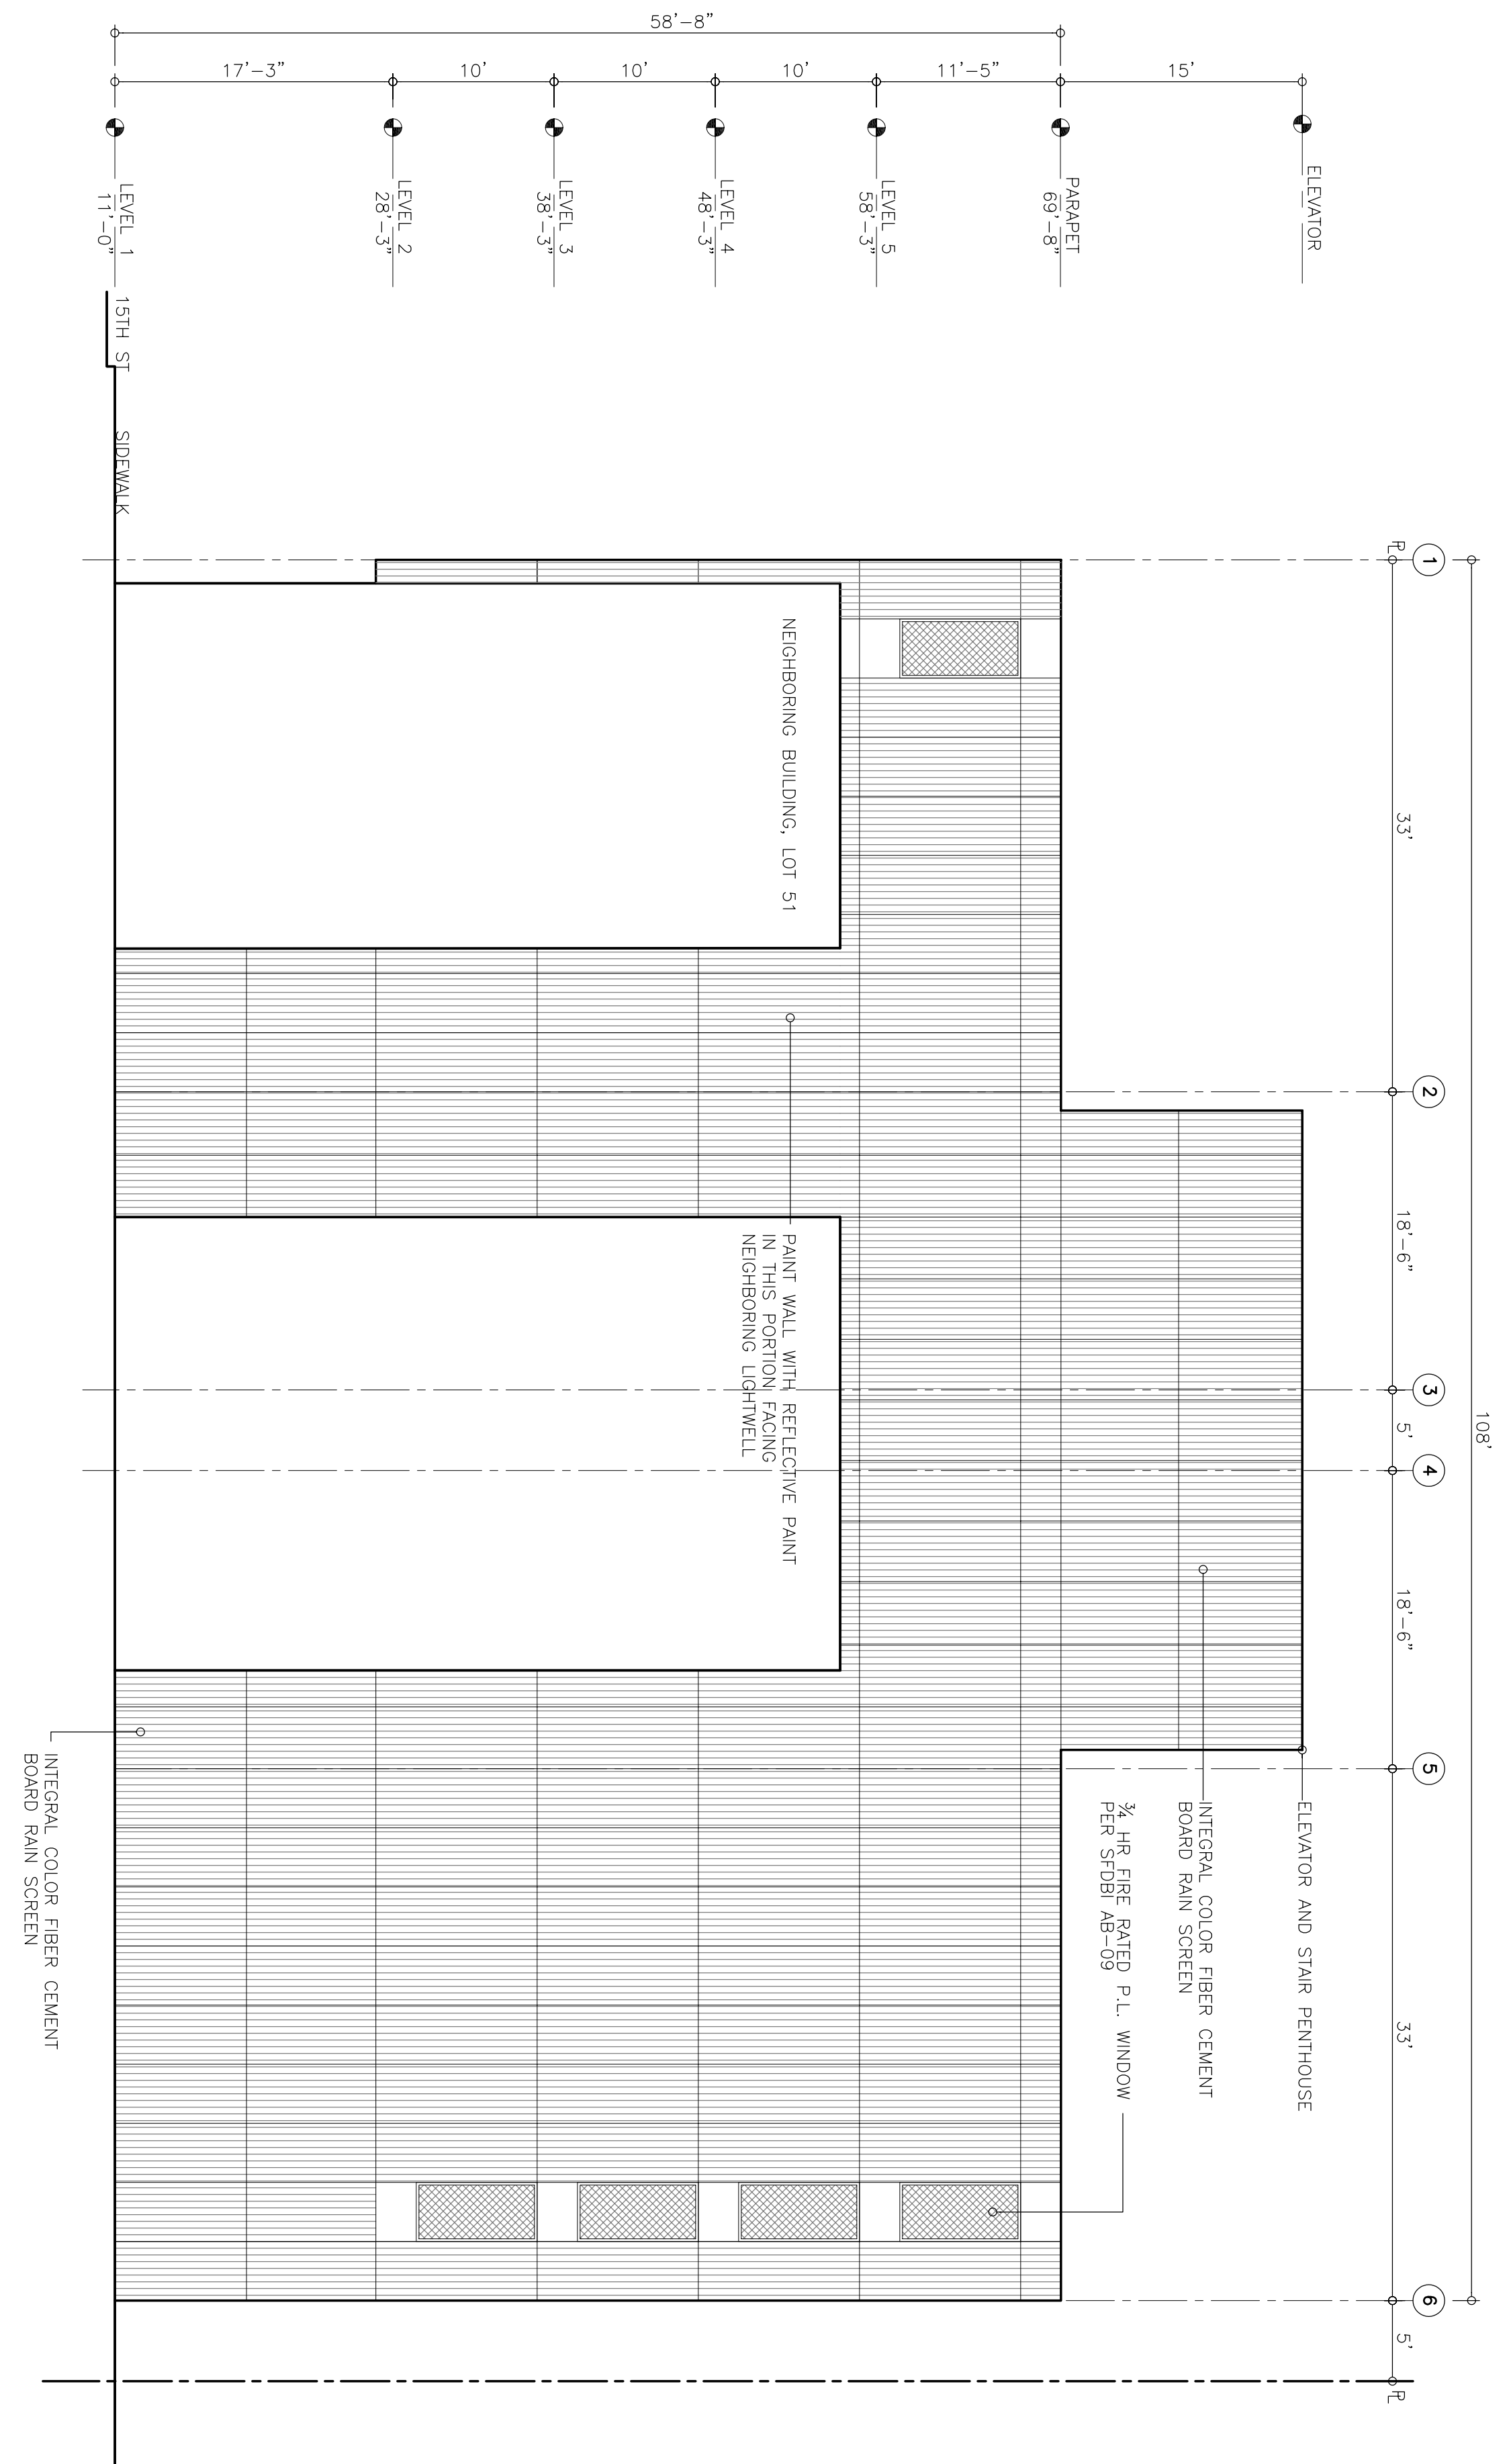 108'
1
2
3
4
5
6
33'
18'-6"
5'
18'-6"
33'
5'
PL
PL
ELEVATOR
PARAPET
69'-8"
LEVEL 5
58'-3"
LEVEL 4
48'-3"
LEVEL 3
38'-3"
LEVEL 2
28'-3"
LEVEL 1
11'-0"
15'
11'-5"
10'
10'
10'
17'-3"
58'-8"
15TH ST
SIDEWALK
NEIGHBORING BUILDING, LOT 51
PAINT WALL WITH REFLECTIVE PAINT
IN THIS PORTION FACING
NEIGHBORING LIGHTWELL
ELEVATOR AND STAIR PENTHOUSE
INTEGRAL COLOR FIBER CEMENT
BOARD RAIN SCREEN
¾ HR FIRE RATED P.L. WINDOW
PER SFDBI AB-09
INTEGRAL COLOR FIBER CEMENT
BOARD RAIN SCREEN